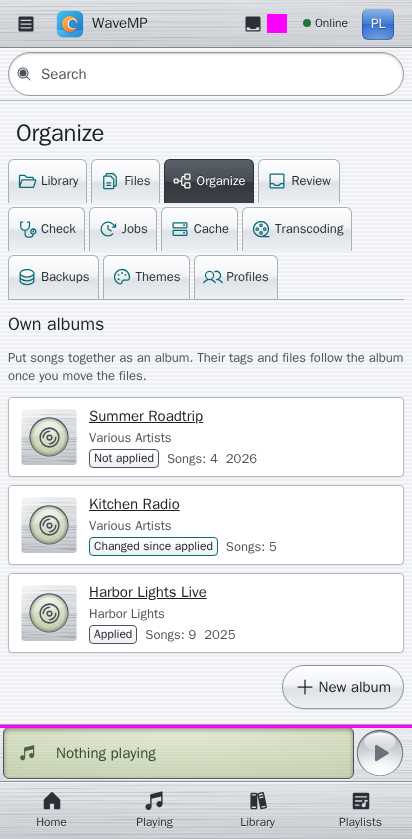 WaveMP
Online
PL
Search
Organize
Library
Files
Organize
Review
Check
Jobs
Cache
Transcoding
Backups
Themes
Profiles
Own albums
Put songs together as an album. Their tags and files follow the album
once you move the files.
Summer Roadtrip
Various Artists
Not applied Songs: 4 2026
Kitchen Radio
Various Artists
Changed since applied Songs: 5
Harbor Lights Live
Harbor Lights
Applied Songs: 9 2025
New album
Nothing playing
Home
Playing
Library
Playlists